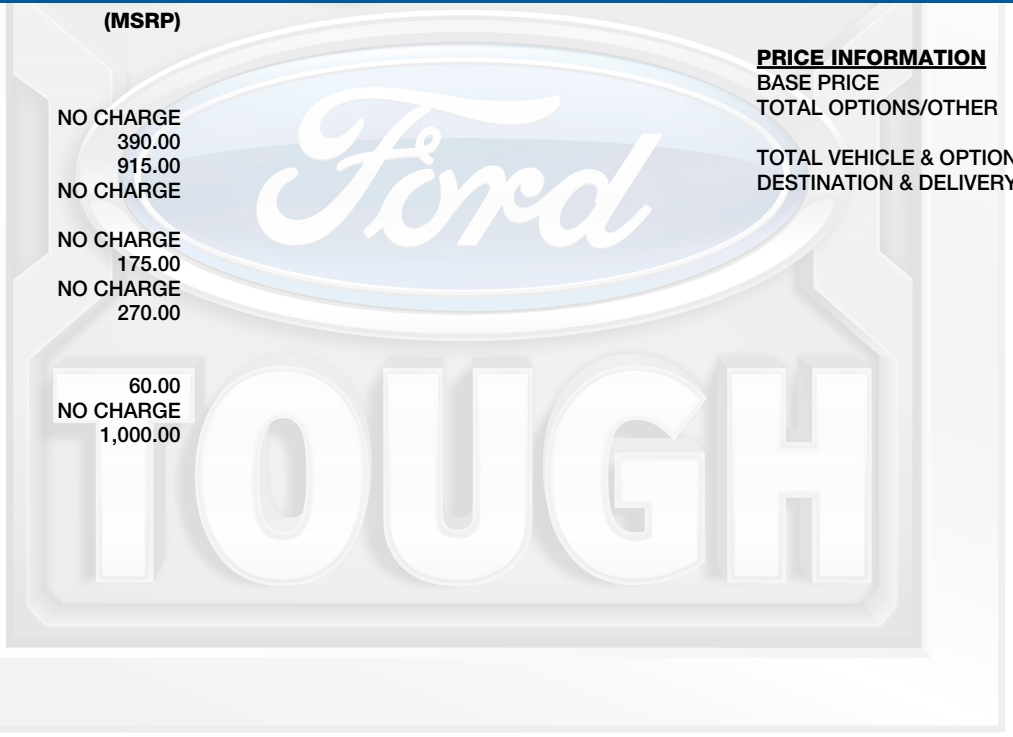 (MSRP)
NO CHARGE
390.00
915.00
NO CHARGE
NO CHARGE
175.00
NO CHARGE
270.00
60.00
NO CHARGE
1,000.00
PRICE INFORMATION
BASE PRICE
TOTAL OPTIONS/OTHER
TOTAL VEHICLE & OPTION
DESTINATION & DELIVERY
Ford
TOUGH